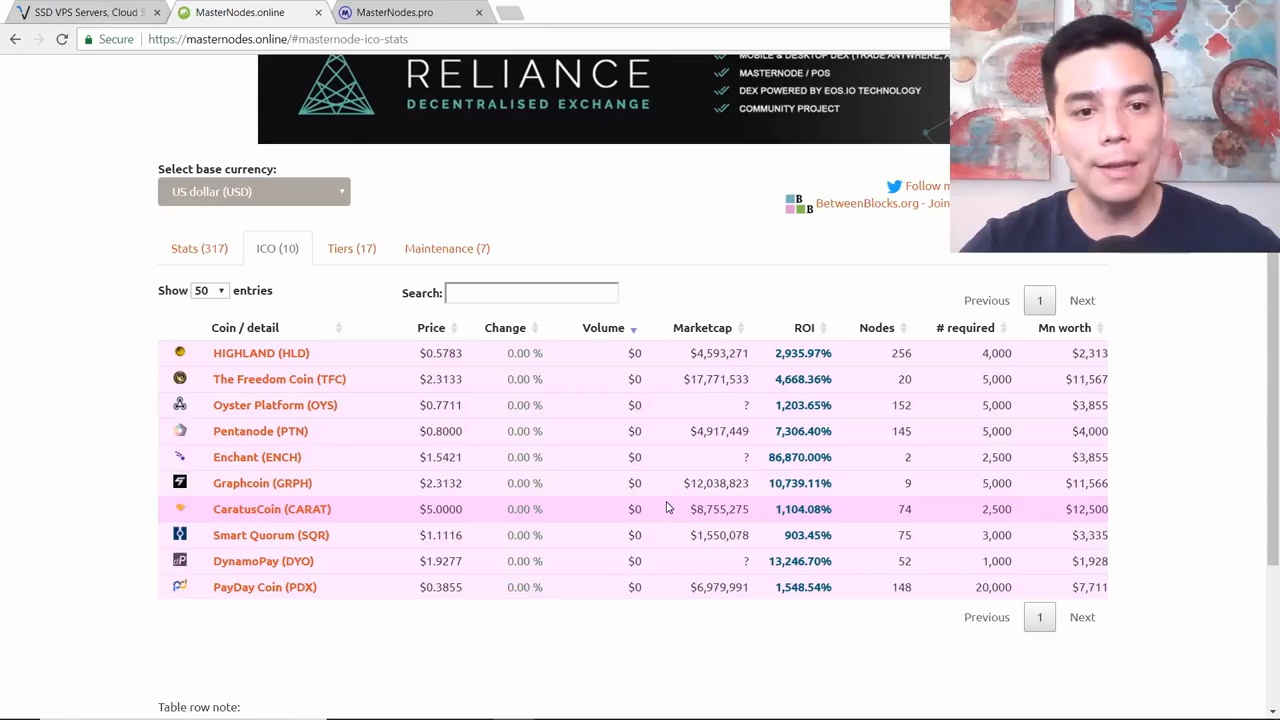 SSD VPS Servers, Cloud S
MasterNodes.online
MasterNodes.pro
Secure https://masternodes.online/#masternode-ico-stats
RELIANCE
DECENTRALISED EXCHANGE
MOBILE & DESKTOP DEX (TRADE ANYWHERE, A
MASTERNODE / POS
DEX POWERED BY EOS.IO TECHNOLOGY
COMMUNITY PROJECT
Select base currency:
US dollar (USD)
Follow m
BB
BetweenBlocks.org - Join
Stats (317) ICO (10) Tiers (17) Maintenance (7)
Show 50 entries Search: Previous 1 Next
Coin / detail Price Change Volume Marketcap ROI Nodes # required Mn worth
HIGHLAND (HLD) $0.5783 0.00 % $0 $4,593,271 2,935.97% 256 4,000 $2,313
The Freedom Coin (TFC) $2.3133 0.00 % $0 $17,771,533 4,668.36% 20 5,000 $11,567
Oyster Platform (OYS) $0.7711 0.00 % $0 ? 1,203.65% 152 5,000 $3,855
Pentanode (PTN) $0.8000 0.00 % $0 $4,917,449 7,306.40% 145 5,000 $4,000
Enchant (ENCH) $1.5421 0.00 % $0 ? 86,870.00% 2 2,500 $3,855
Graphcoin (GRPH) $2.3132 0.00 % $0 $12,038,823 10,739.11% 9 5,000 $11,566
CaratusCoin (CARAT) $5.0000 0.00 % $0 $8,755,275 1,104.08% 74 2,500 $12,500
Smart Quorum (SQR) $1.1116 0.00 % $0 $1,550,078 903.45% 75 3,000 $3,335
DynamoPay (DYO) $1.9277 0.00 % $0 ? 13,246.70% 52 1,000 $1,928
PayDay Coin (PDX) $0.3855 0.00 % $0 $6,979,991 1,548.54% 148 20,000 $7,711
Previous 1 Next
Table row note: